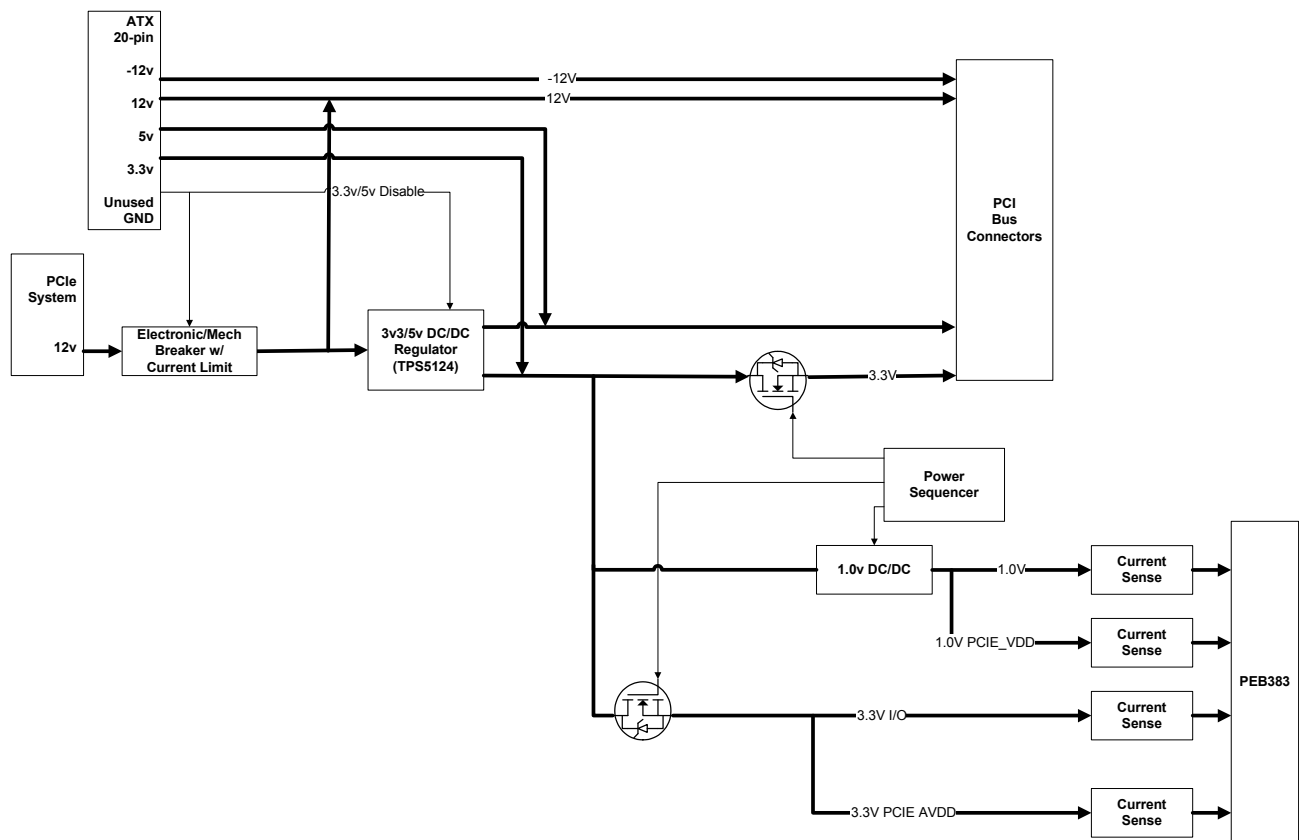 ATX
20-pin
-12v
12v
5v
3.3v
Unused
GND
-12V
12V
3.3v/5v Disable
PCI
Bus
Connectors
PCIe
System
12v
Electronic/Mech
Breaker w/
Current Limit
3v3/5v DC/DC
Regulator
(TPS5124)
3.3V
Power
Sequencer
1.0v DC/DC
1.0V
Current
Sense
1.0V PCIE_VDD
Current
Sense
PEB383
3.3V I/O
Current
Sense
3.3V PCIE AVDD
Current
Sense